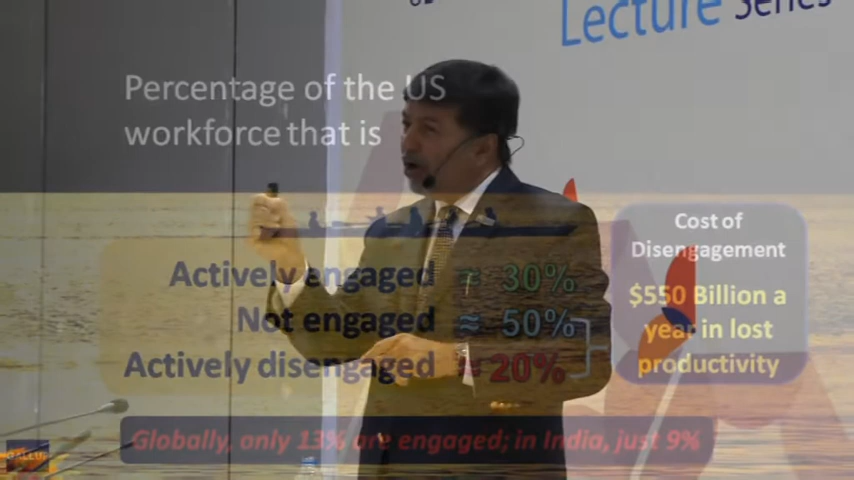 Lecture Series
Percentage of the US
workforce that is
Actively engaged ≈ 30%
Not engaged ≈ 50%
Actively disengaged ≈ 20%
Cost of
Disengagement
$550 Billion a
year in lost
productivity
Globally, only 13% are engaged; in India, just 9%
GALLUP